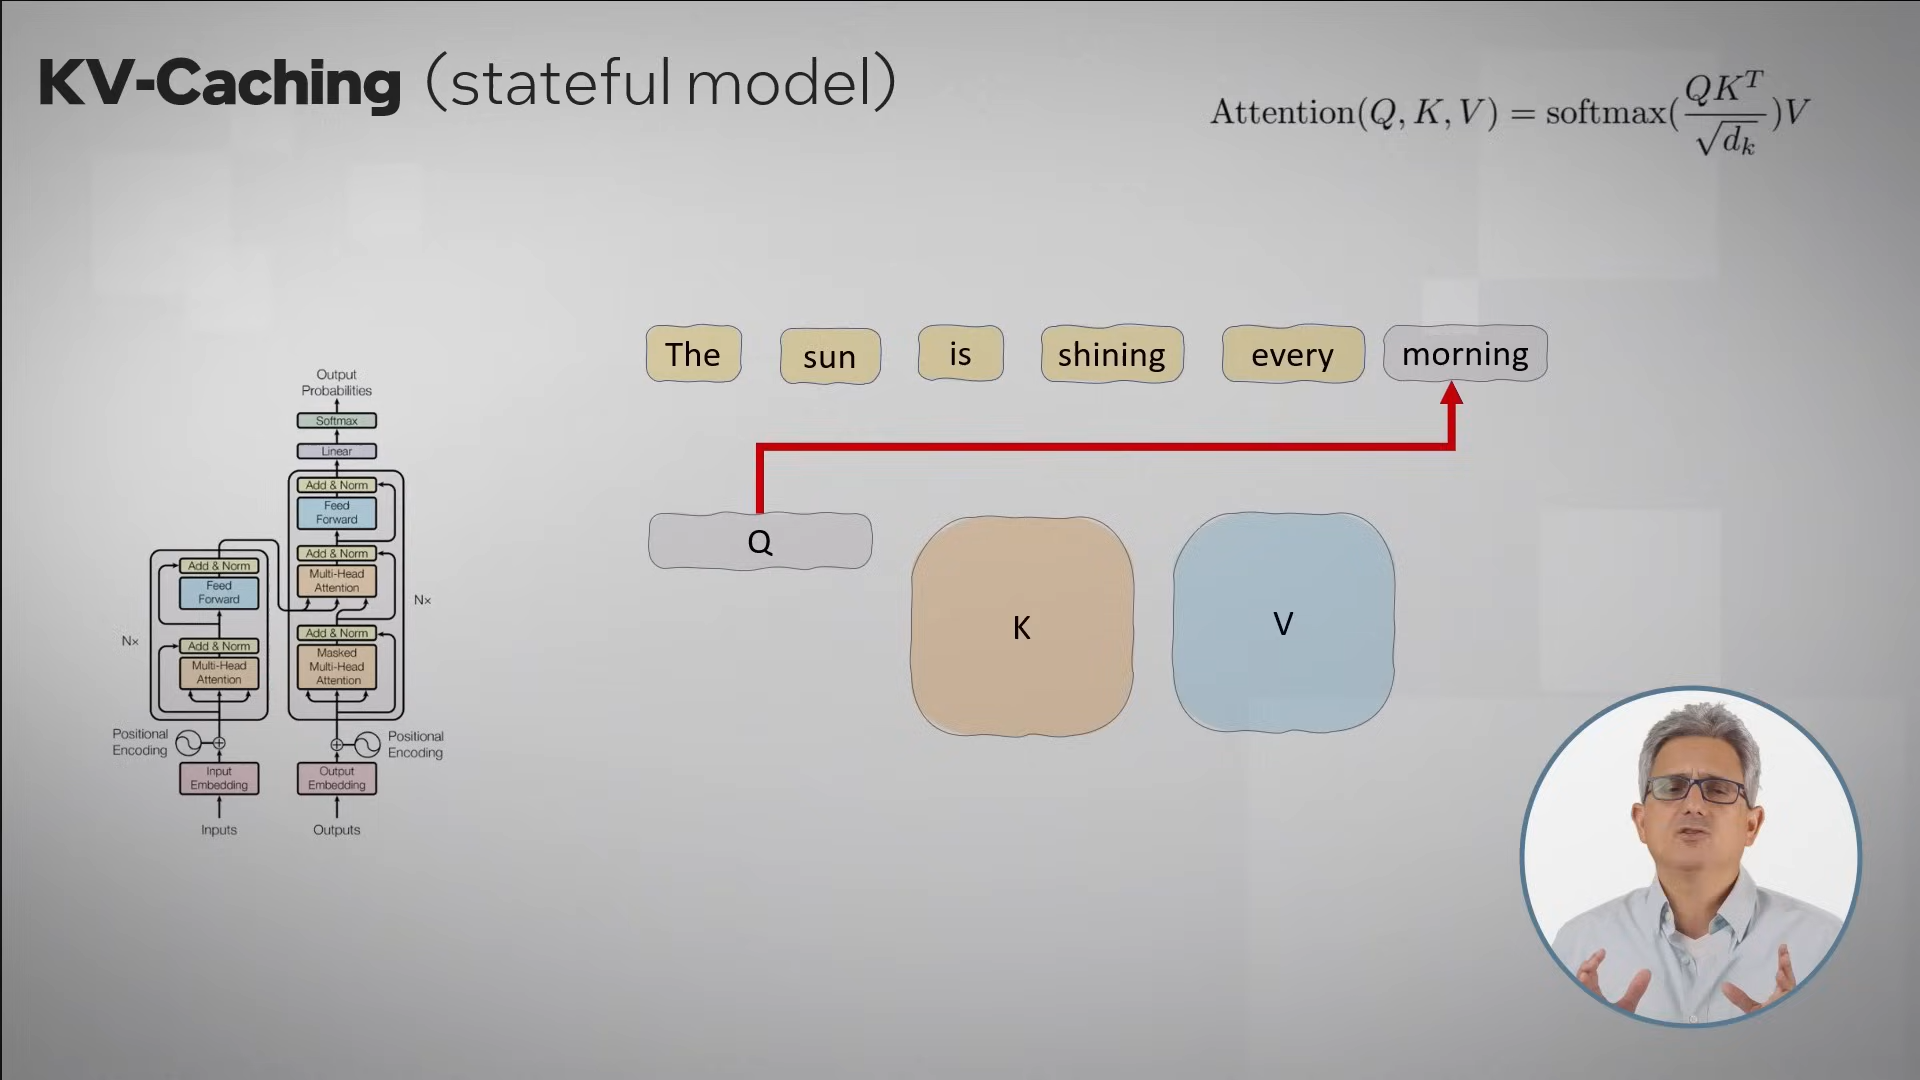 KV-Caching (stateful model)
Attention(Q, K, V) = softmax(QK^T/√d_k)V
The sun is shining every morning
Q
K
V
Output
Probabilities
Softmax
Linear
Add & Norm
Feed
Forward
Add & Norm
Multi-Head
Attention
Nx
Add & Norm
Masked
Multi-Head
Attention
Add & Norm
Feed
Forward
Nx
Add & Norm
Multi-Head
Attention
Positional
Encoding
Positional
Encoding
Input
Embedding
Output
Embedding
Inputs
Outputs